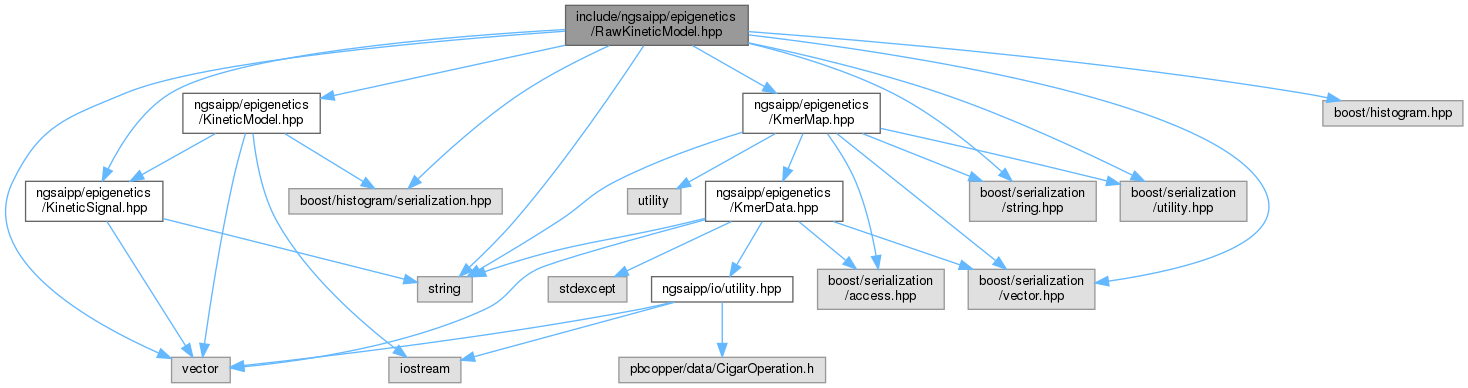 include/ngsaipp/epigenetics
/RawKineticModel.hpp
ngsaipp/epigenetics
/KineticModel.hpp
ngsaipp/epigenetics
/KmerMap.hpp
boost/histogram.hpp
ngsaipp/epigenetics
/KineticSignal.hpp
boost/histogram/serialization.hpp
utility
ngsaipp/epigenetics
/KmerData.hpp
boost/serialization
/string.hpp
boost/serialization
/utility.hpp
string
stdexcept
ngsaipp/io/utility.hpp
boost/serialization
/access.hpp
boost/serialization
/vector.hpp
vector
iostream
pbcopper/data/CigarOperation.h